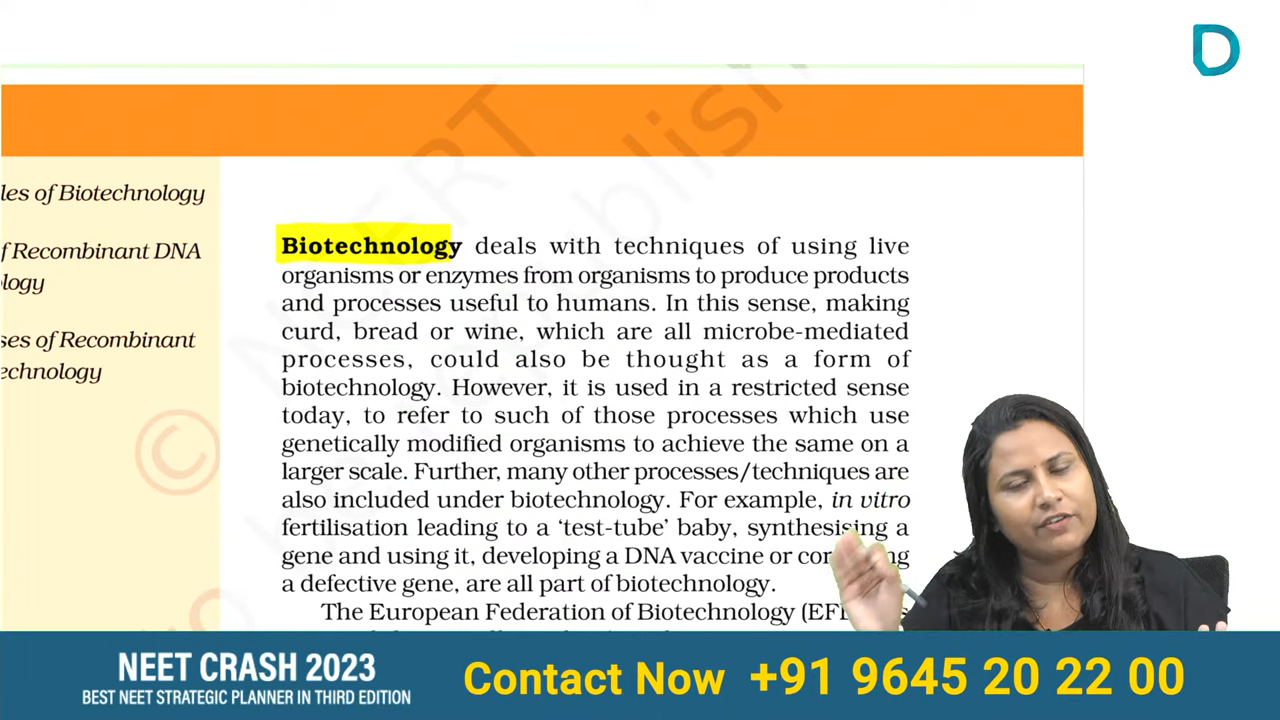 les of Biotechnology
f Recombinant DNA
logy
ses of Recombinant
echnology
Biotechnology deals with techniques of using live
organisms or enzymes from organisms to produce products
and processes useful to humans. In this sense, making
curd, bread or wine, which are all microbe-mediated
processes, could also be thought as a form of
biotechnology. However, it is used in a restricted sense
today, to refer to such of those processes which use
genetically modified organisms to achieve the same on a
larger scale. Further, many other processes/techniques are
also included under biotechnology. For example, in vitro
fertilisation leading to a ‘test-tube’ baby, synthesising a
gene and using it, developing a DNA vaccine or
a defective gene, are all part of biotechnology.
The European Federation of Biotechnology
NEET CRASH 2023
BEST NEET STRATEGIC PLANNER IN THIRD EDITION
Contact Now +91 9645 20 22 00
D